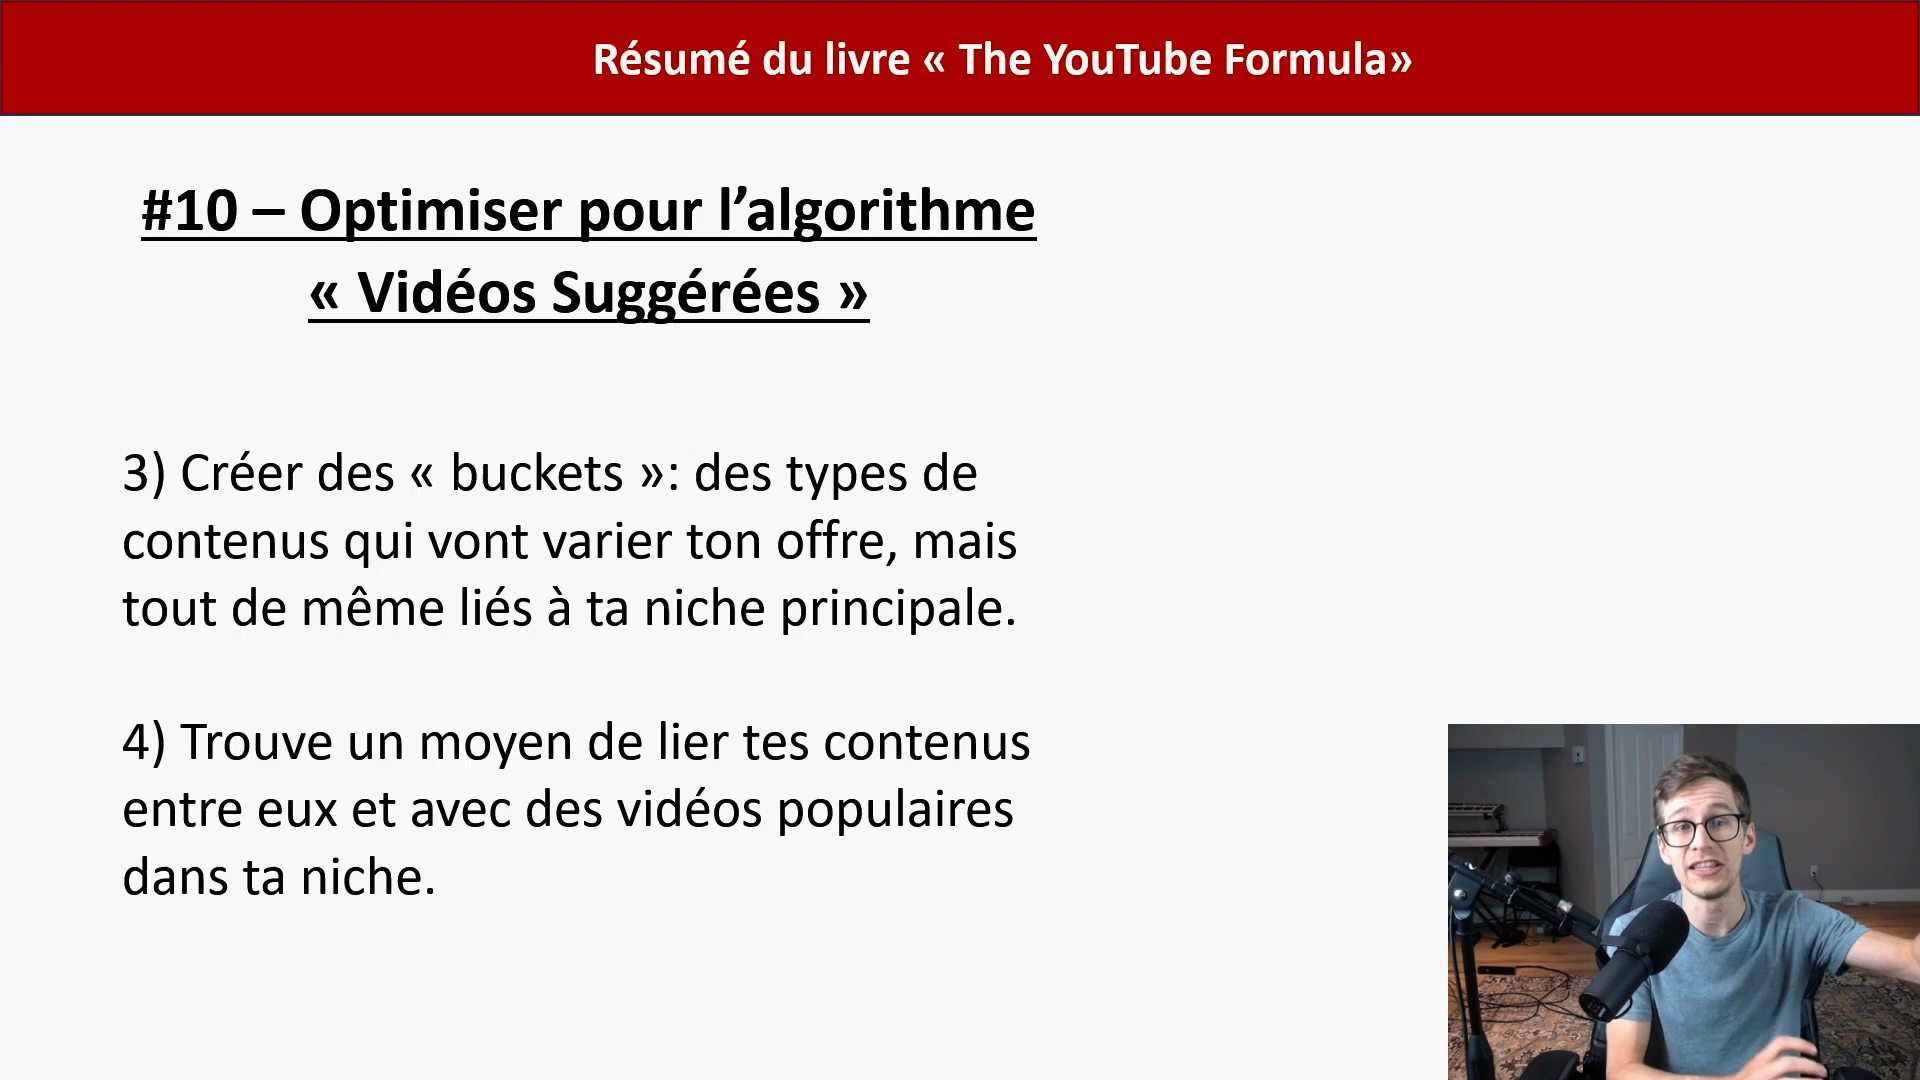 Résumé du livre « The YouTube Formula»
#10 – Optimiser pour l’algorithme
« Vidéos Suggérées »
3) Créer des « buckets »: des types de
contenus qui vont varier ton offre, mais
tout de même liés à ta niche principale.
4) Trouve un moyen de lier tes contenus
entre eux et avec des vidéos populaires
dans ta niche.